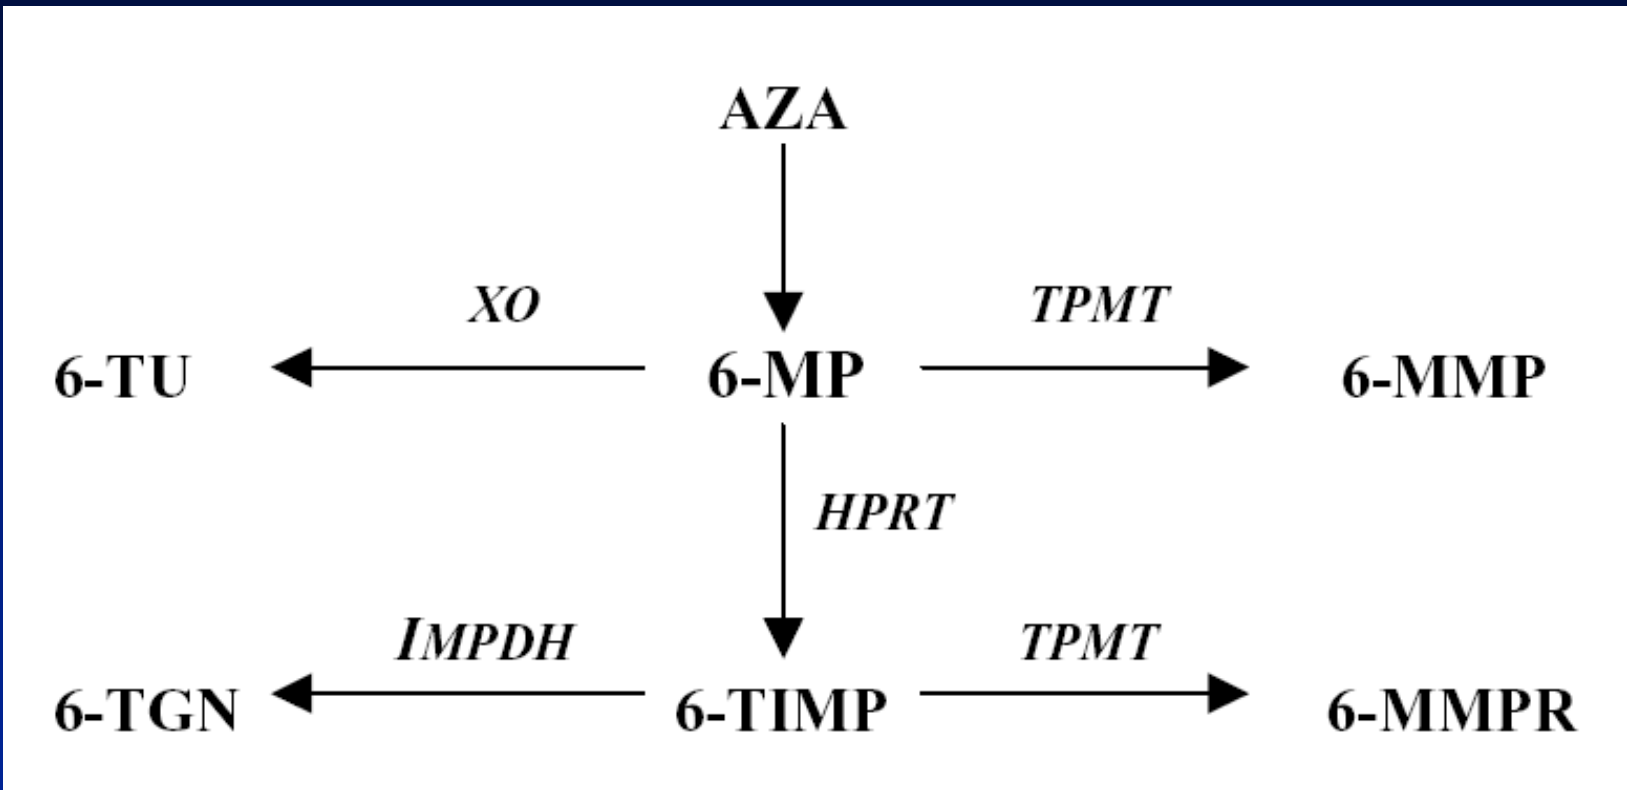 AZA
XO
TPMT
6-TU
6-MP
6-MMP
HPRT
IMPDH
TPMT
6-TGN
6-TIMP
6-MMPR